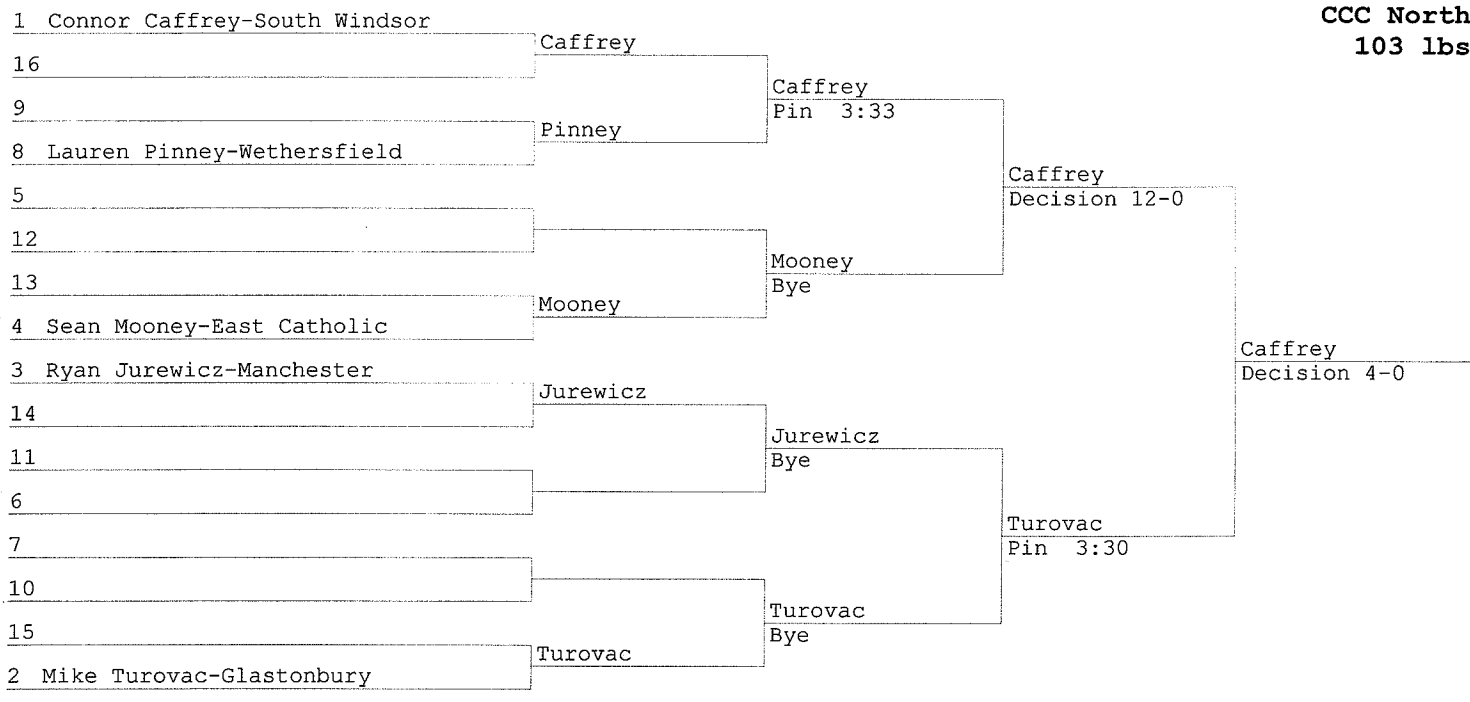 CCC North
103 lbs
1 Connor Caffrey-South Windsor
Caffrey
16
Caffrey
Pin 3:33
9
Pinney
8 Lauren Pinney-Wethersfield
Caffrey
Decision 12-0
5
12
Mooney
Bye
13
Mooney
4 Sean Mooney-East Catholic
Caffrey
Decision 4-0
3 Ryan Jurewicz-Manchester
Jurewicz
14
Jurewicz
Bye
11
6
Turovac
Pin 3:30
7
10
Turovac
Bye
15
Turovac
2 Mike Turovac-Glastonbury